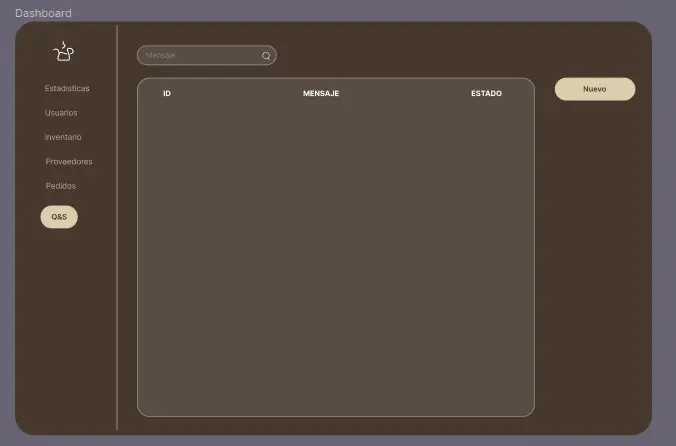 Dashboard
Estadisticas
Usuarios
Inventario
Proveedores
Pedidos
Q&S
Mensaje
ID MENSAJE ESTADO
Nuevo